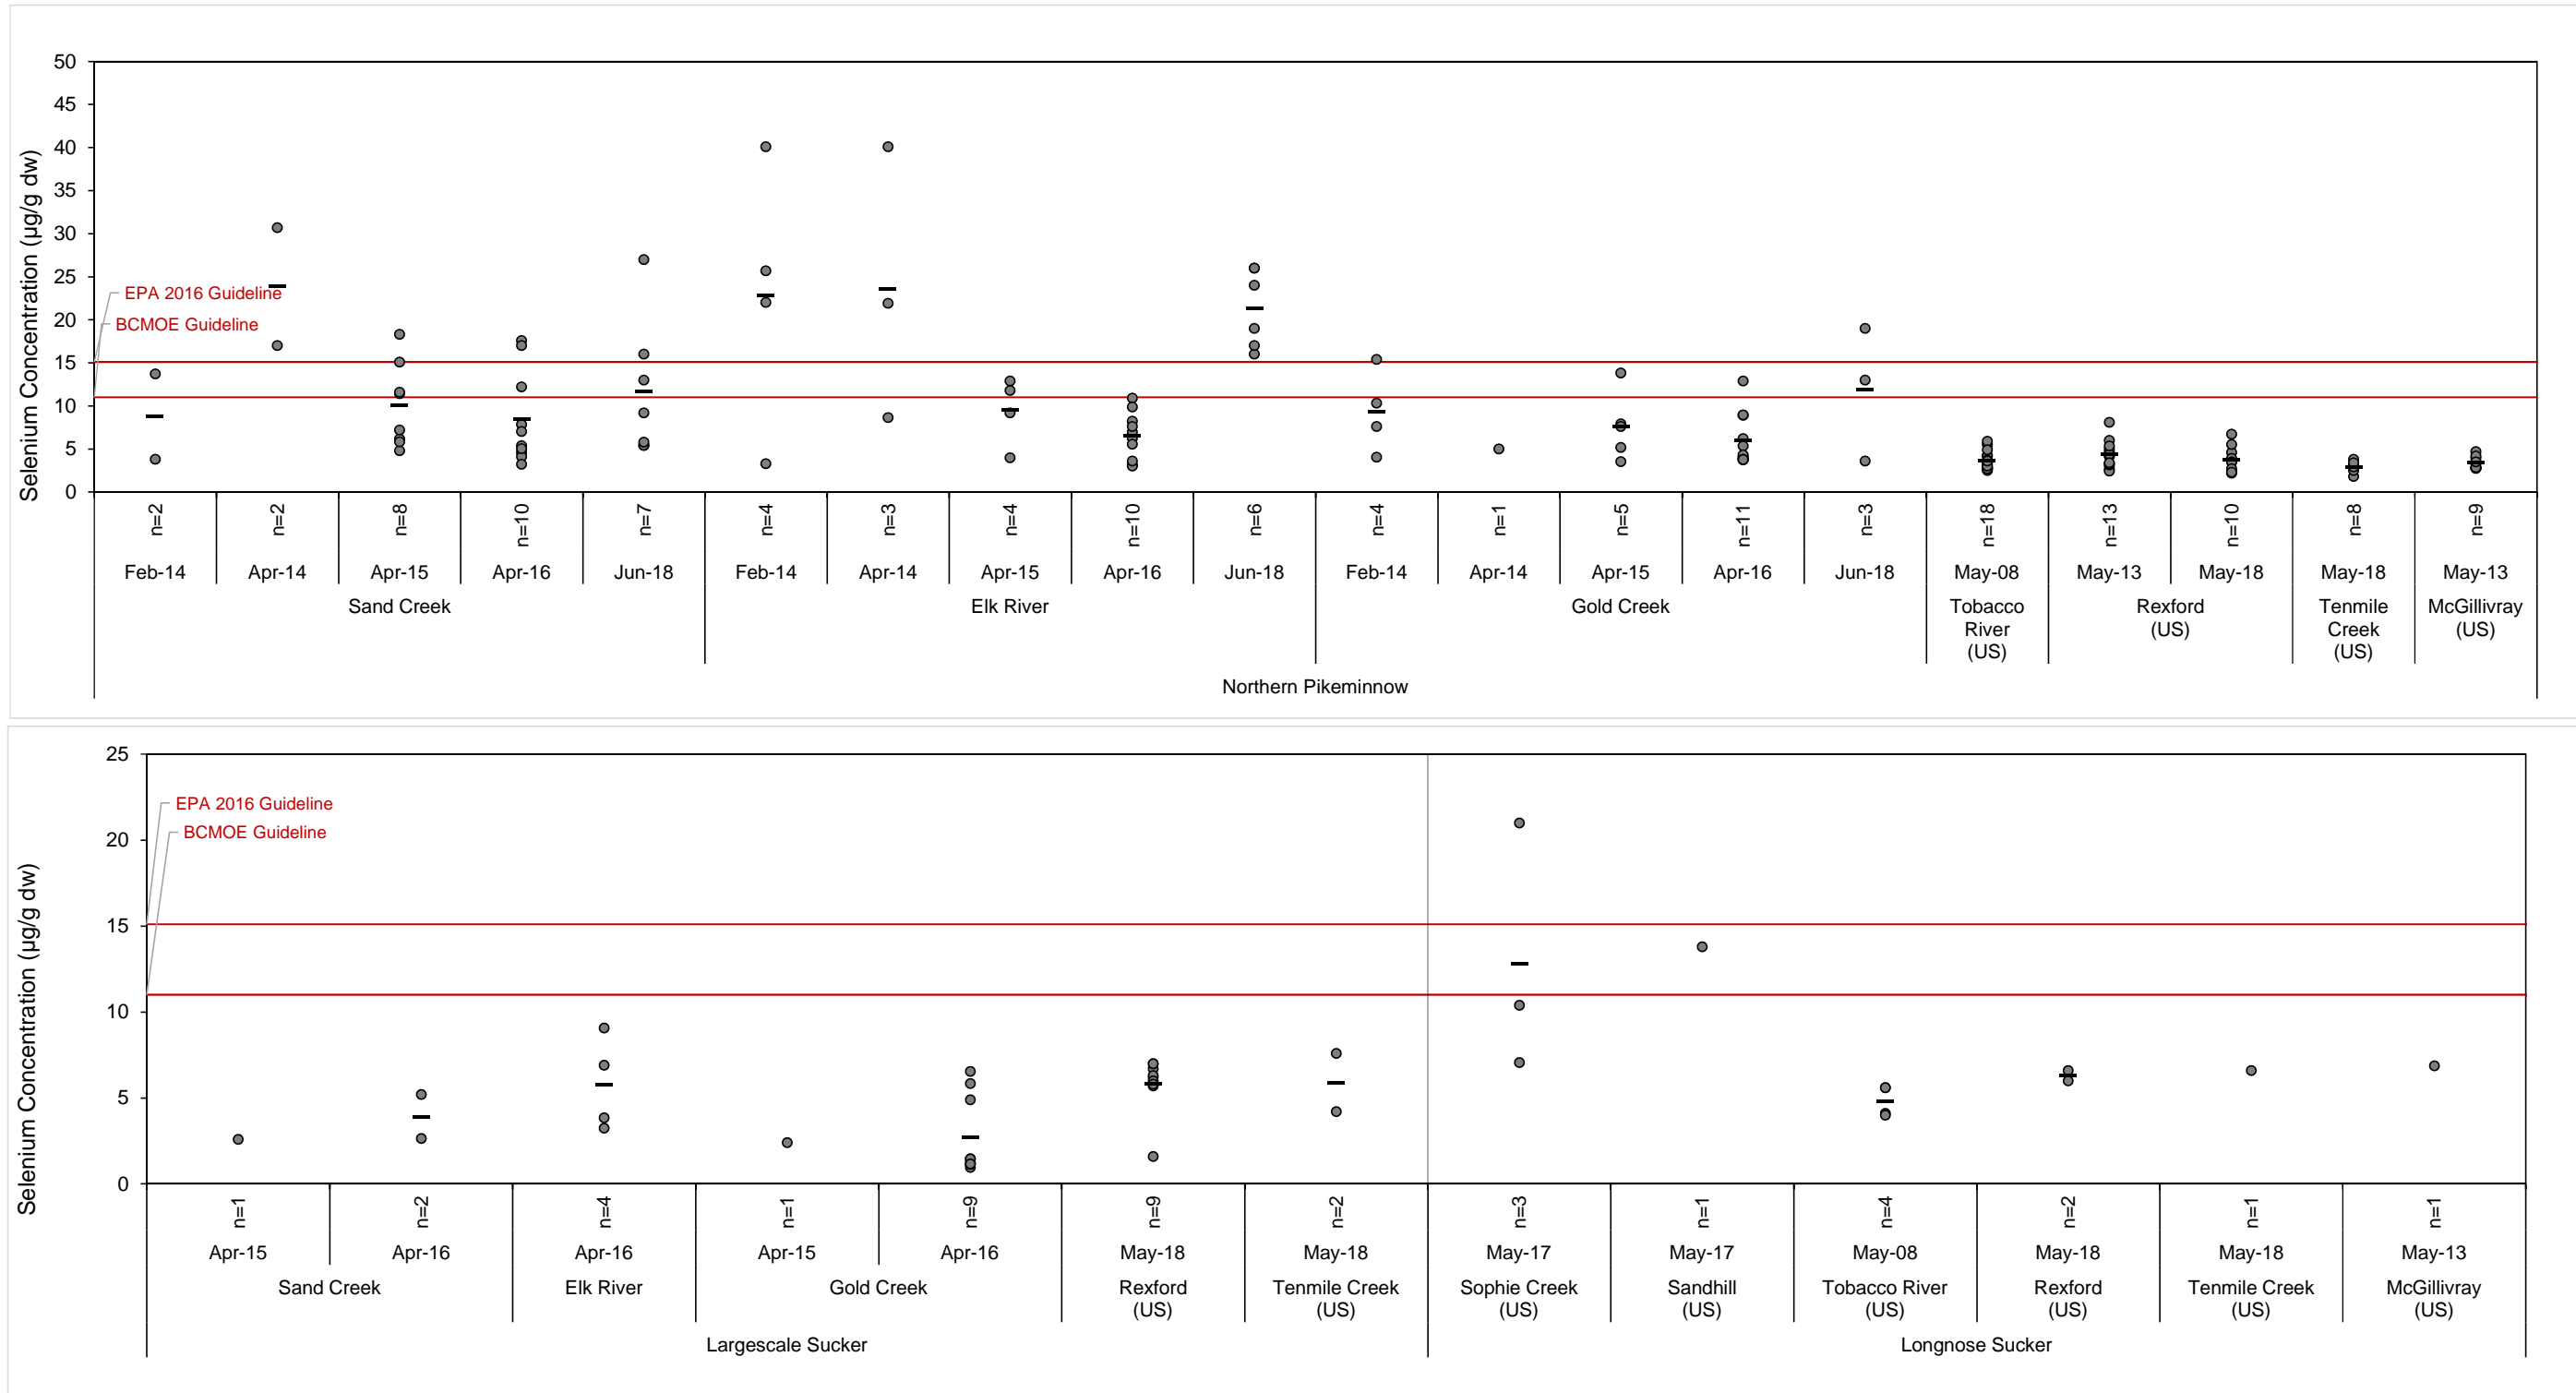 50
45
40
35
30
25
20
15
10
5
0
Selenium Concentration (µg/g dw)
EPA 2016 Guideline
BCMOE Guideline
n=2 n=2 n=8 n=10 n=7 n=4 n=3 n=4 n=10 n=6 n=4 n=1 n=5 n=11 n=3 n=18 n=13 n=10 n=8 n=9
Feb-14 Apr-14 Apr-15 Apr-16 Jun-18 Feb-14 Apr-14 Apr-15 Apr-16 Jun-18 Feb-14 Apr-14 Apr-15 Apr-16 Jun-18 May-08 May-13 May-18 May-18 May-13
Sand Creek Elk River Gold Creek Tobacco Rexford Tenmile McGillivray
River (US) Creek (US)
(US) (US)
Northern Pikeminnow
25
20
15
10
5
0
Selenium Concentration (µg/g dw)
EPA 2016 Guideline
BCMOE Guideline
n=1 n=2 n=4 n=1 n=9 n=9 n=2 n=3 n=1 n=4 n=2 n=1 n=1
Apr-15 Apr-16 Apr-16 Apr-15 Apr-16 May-18 May-18 May-17 May-17 May-08 May-18 May-18 May-13
Sand Creek Elk River Gold Creek Rexford Tenmile Creek Sophie Creek Sandhill Tobacco River Rexford Tenmile Creek McGillivray
(US) (US) (US) (US) (US) (US) (US) (US)
Largescale Sucker Longnose Sucker